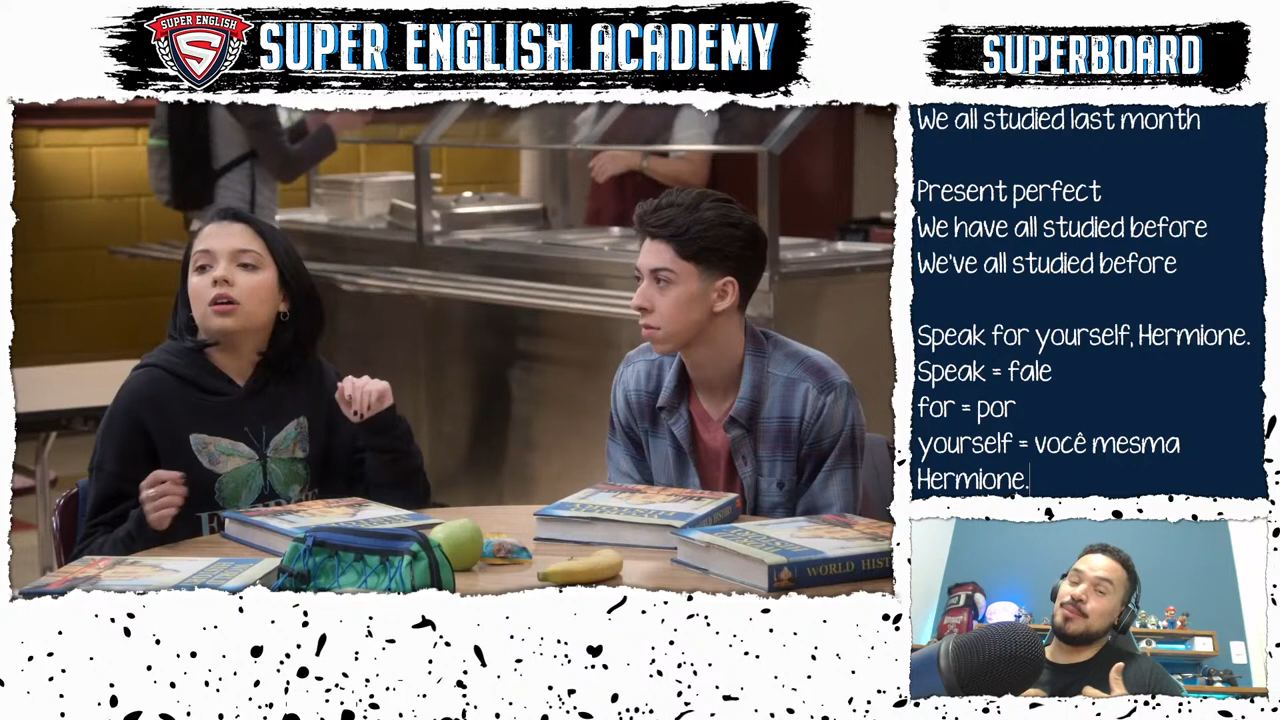 SUPER ENGLISH
SUPER ENGLISH ACADEMY
SUPERBOARD
We all studied last month
Present perfect
We have all studied before
We've all studied before
Speak for yourself, Hermione.
Speak = fale
for = por
yourself = você mesma
Hermione.
WORLD HIST